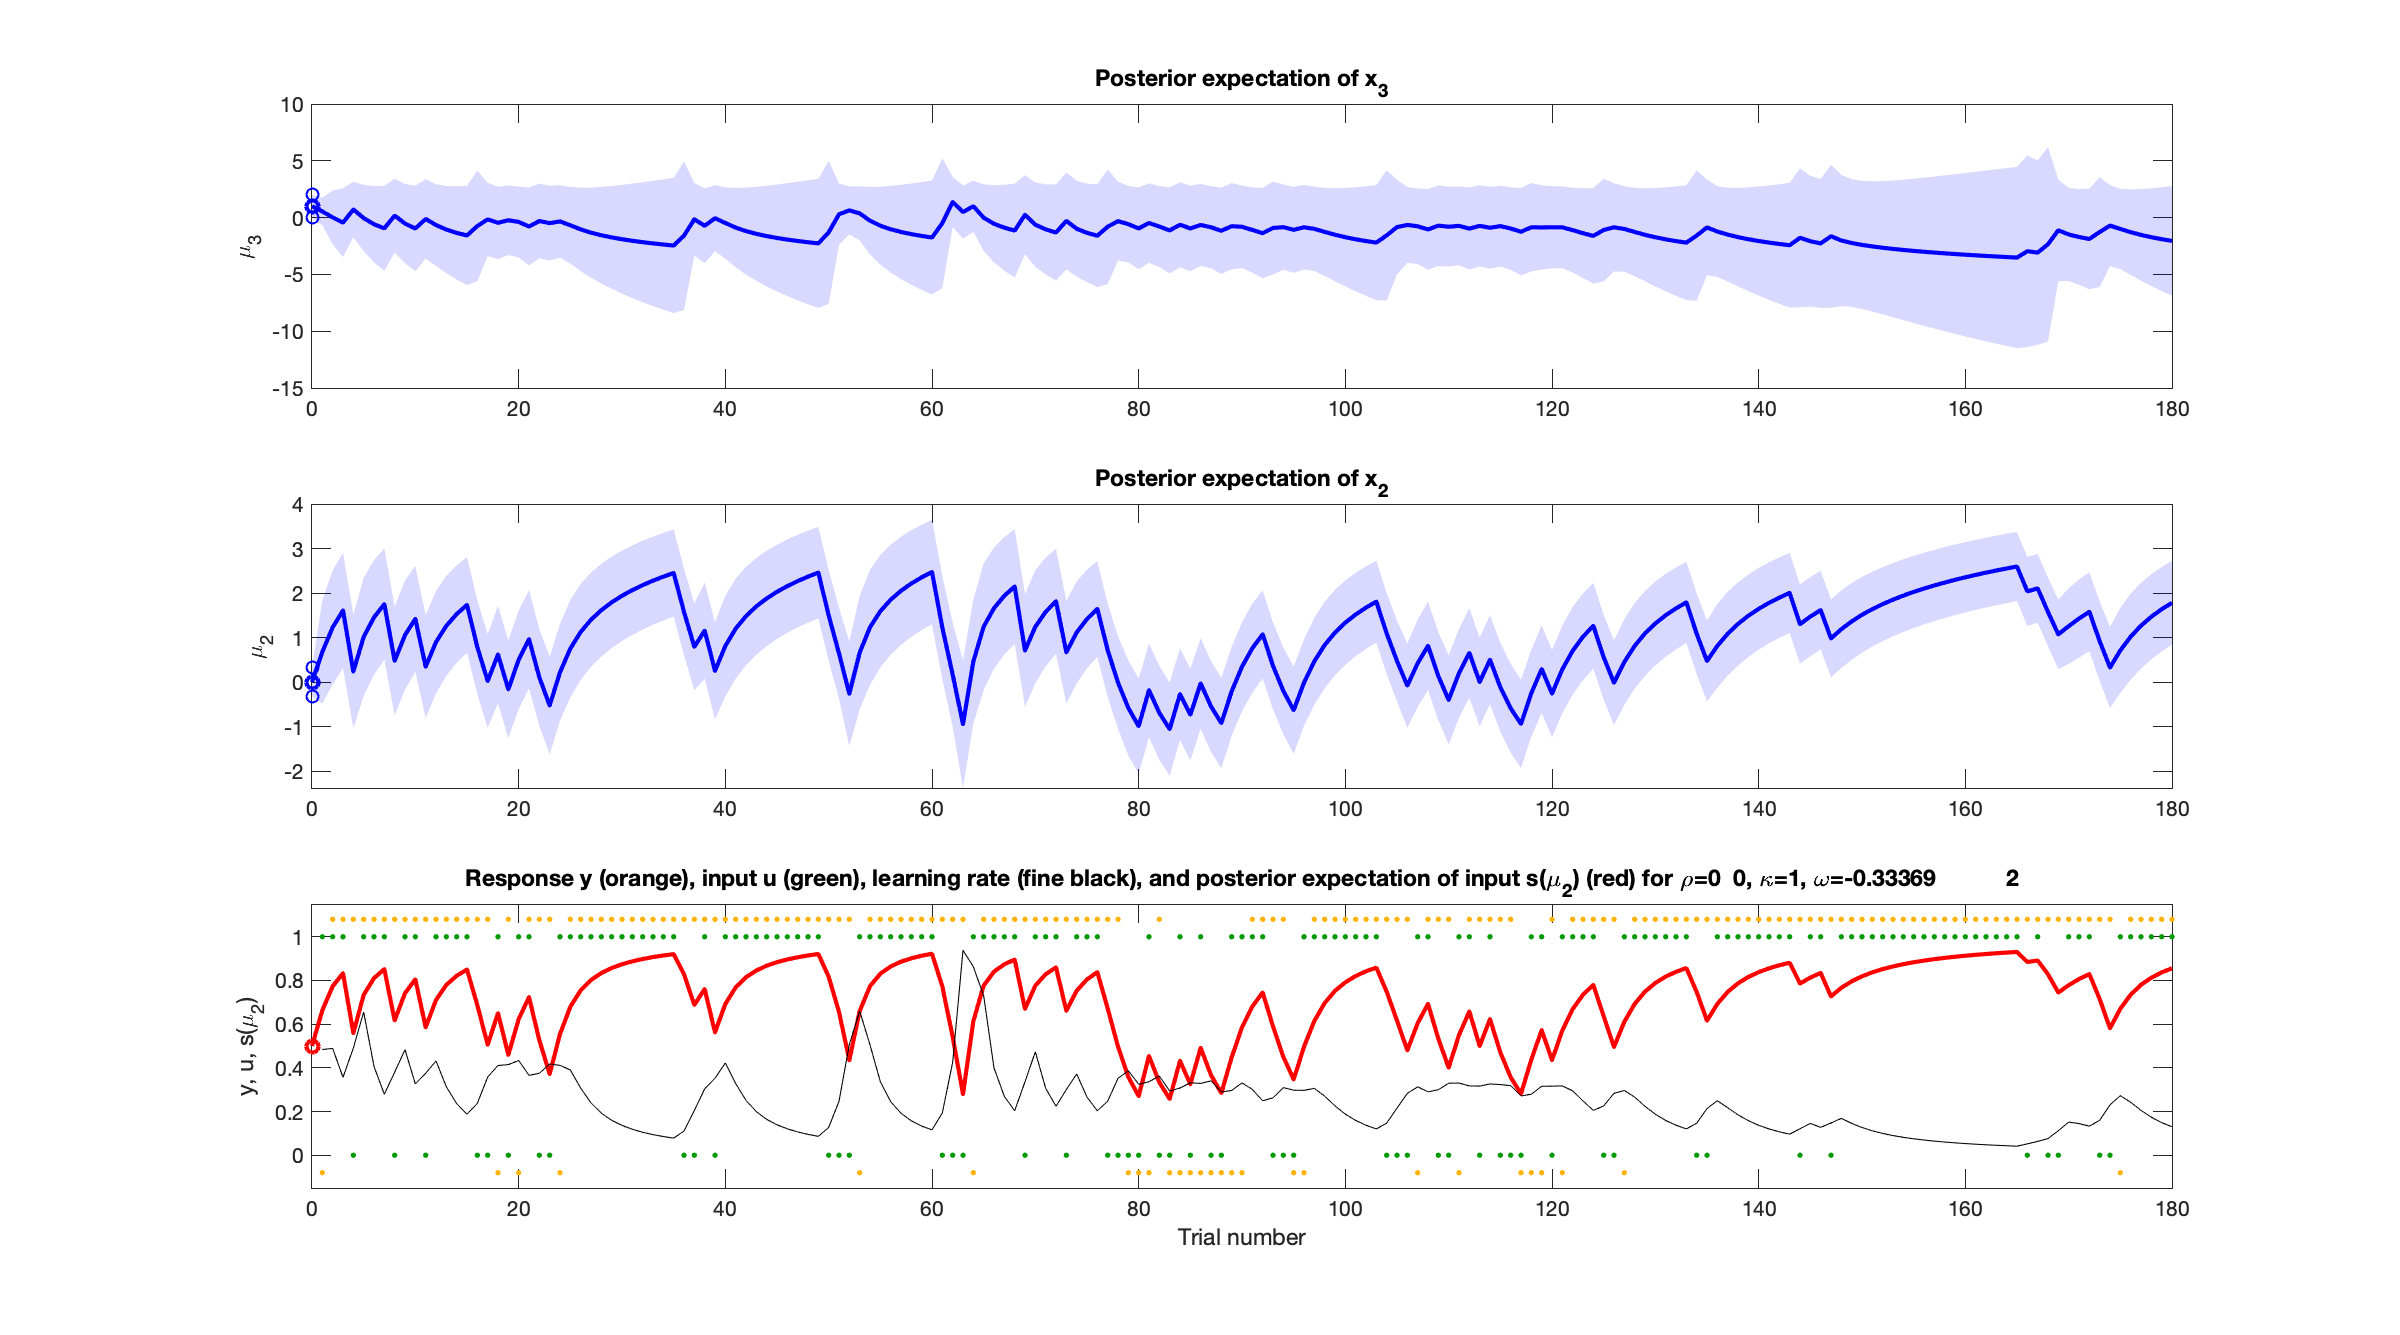 Posterior expectation of x3
10
5
0
-5
-10
-15
μ3
0 20 40 60 80 100 120 140 160 180
Posterior expectation of x2
4
3
2
1
0
-1
-2
μ2
0 20 40 60 80 100 120 140 160 180
Response y (orange), input u (green), learning rate (fine black), and posterior expectation of input s(μ2) (red) for ρ=0 0, κ=1, ω=-0.33369 2
1
0.8
0.6
0.4
0.2
0
y, u, s(μ2)
0 20 40 60 80 100 120 140 160 180
Trial number